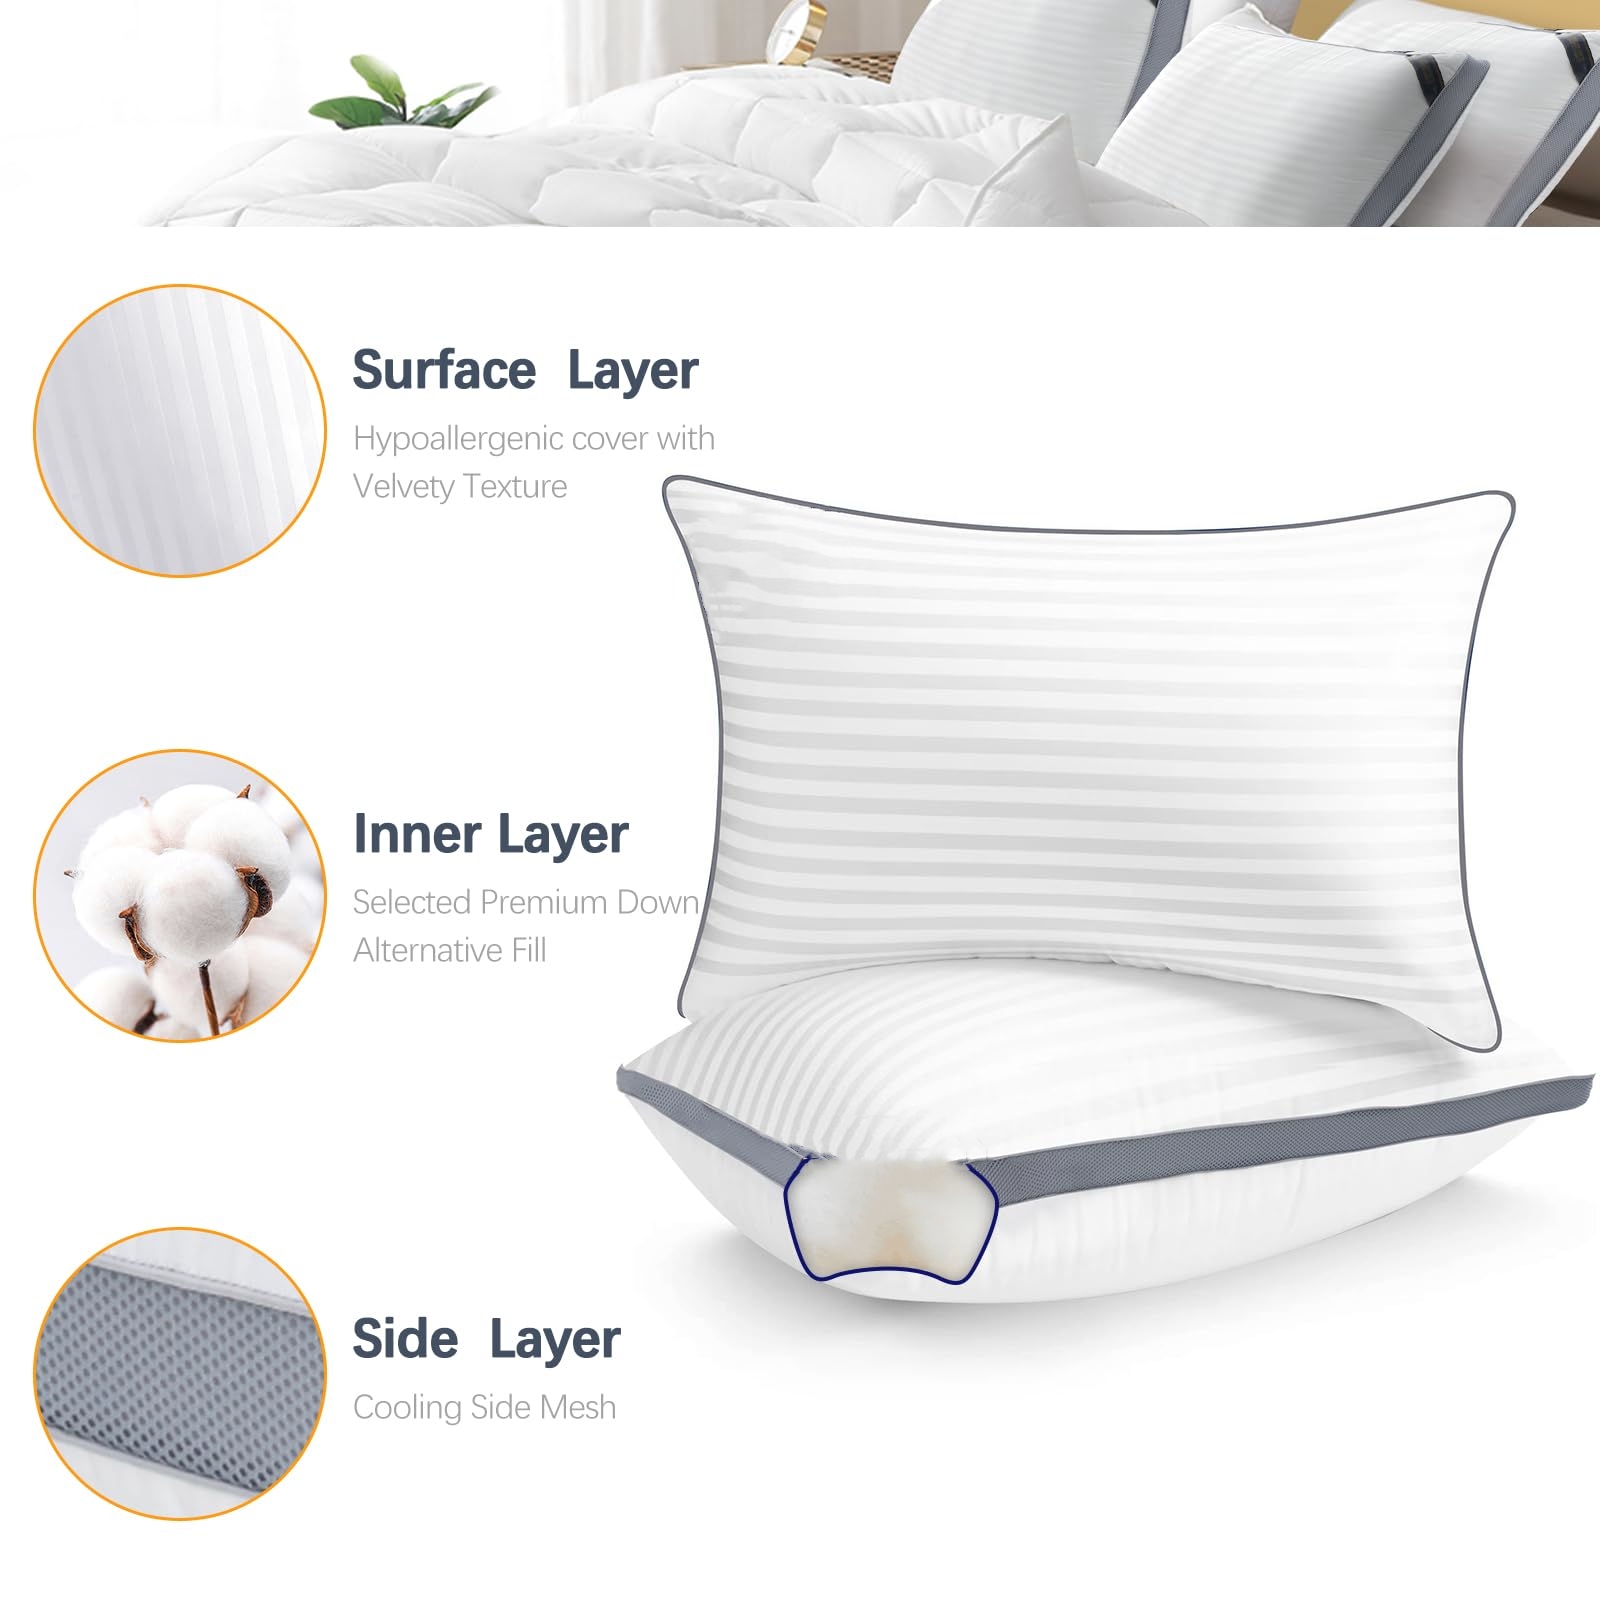 Surface Layer
Hypoallergenic cover with
Velvety Texture
Inner Layer
Selected Premium Down
Alternative Fill
Side Layer
Cooling Side Mesh